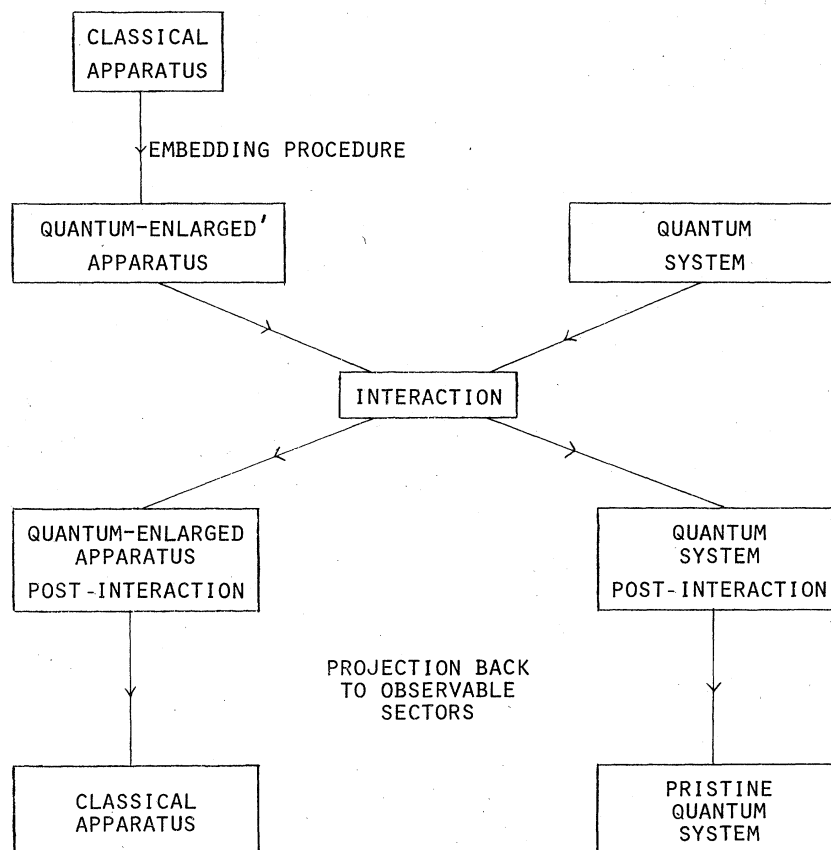 CLASSICAL
APPARATUS
EMBEDDING PROCEDURE
QUANTUM-ENLARGED'
APPARATUS
QUANTUM
SYSTEM
INTERACTION
QUANTUM-ENLARGED
APPARATUS
POST-INTERACTION
QUANTUM
SYSTEM
POST-INTERACTION
PROJECTION BACK
TO OBSERVABLE
SECTORS
CLASSICAL
APPARATUS
PRISTINE
QUANTUM
SYSTEM